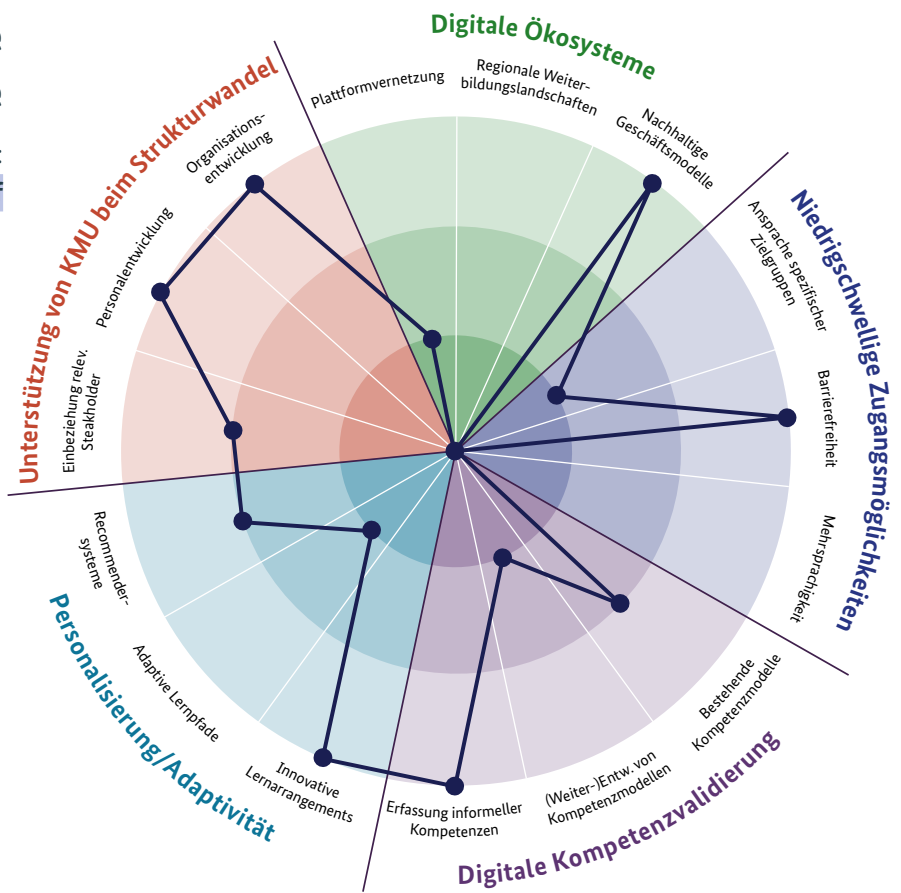 Digitale Ökosysteme
Plattformvernetzung
Regionale Weiter-
bildungslandschaften
Nachhaltige
Geschäftsmodelle
Niedrigschwellige Zugangsmöglichkeiten
Ansprache spezifischer
Zielgruppen
Barrierefreiheit
Mehrsprachigkeit
Digitale Kompetenzvalidierung
Bestehende
Kompetenzmodelle
(Weiter-)Entw. von
Kompetenzmodellen
Erfassung informeller
Kompetenzen
Personalisierung/Adaptivität
Innovative
Lernarrangements
Adaptive Lernpfade
Recommender-
systeme
Unterstützung von KMU beim Strukturwandel
Einbeziehung relev.
Steakholder
Personalentwicklung
Organisations-
entwicklung